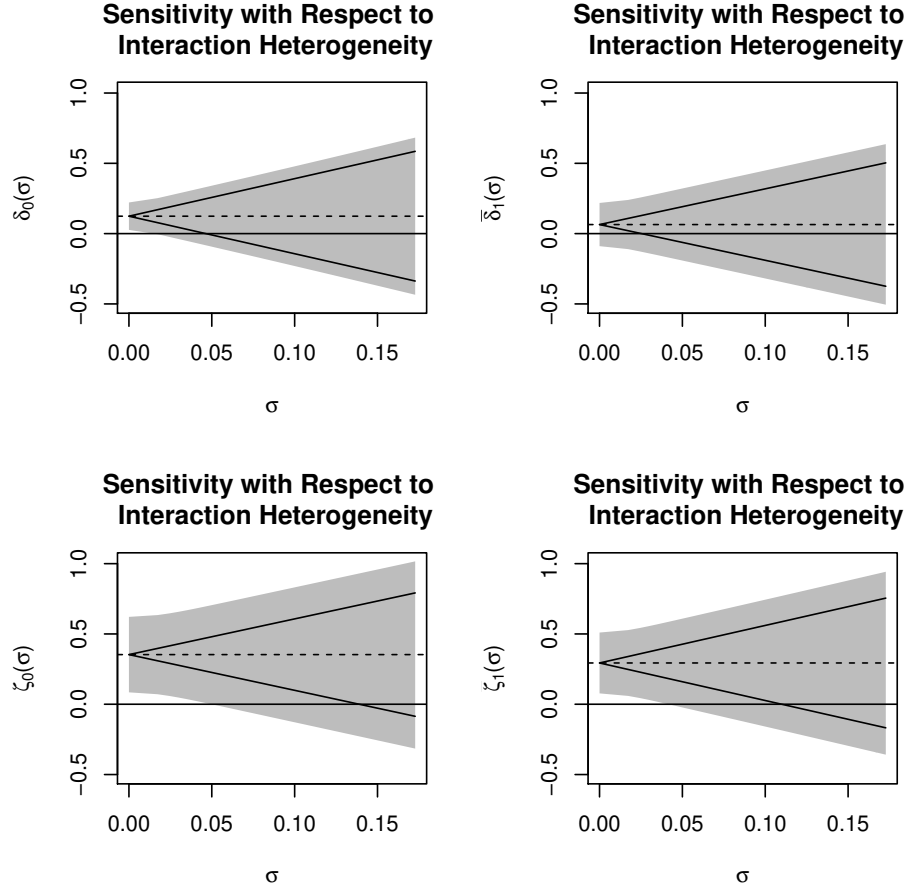 Sensitivity with Respect to
Interaction Heterogeneity
δ₀(σ)
1.0
0.5
0.0
−0.5
0.00 0.05 0.10 0.15
σ
Sensitivity with Respect to
Interaction Heterogeneity
δ̅₁(σ)
1.0
0.5
0.0
−0.5
0.00 0.05 0.10 0.15
σ
Sensitivity with Respect to
Interaction Heterogeneity
ζ₀(σ)
1.0
0.5
0.0
−0.5
0.00 0.05 0.10 0.15
σ
Sensitivity with Respect to
Interaction Heterogeneity
ζ₁(σ)
1.0
0.5
0.0
−0.5
0.00 0.05 0.10 0.15
σ